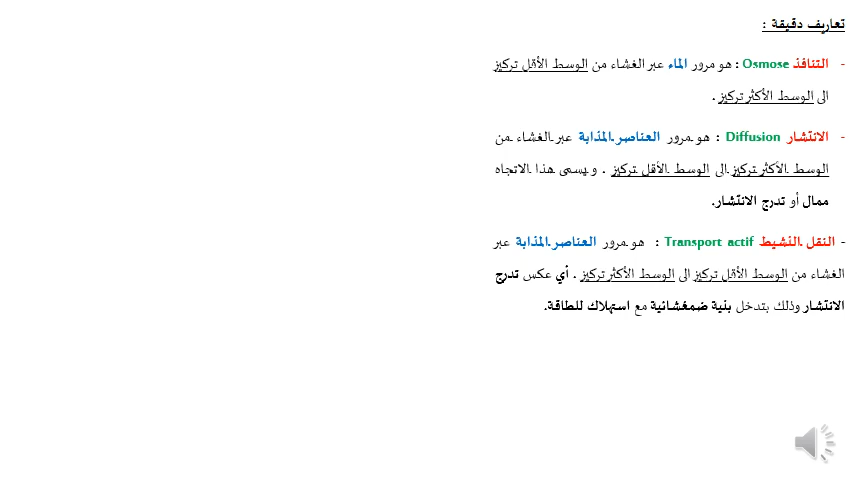 تعاريف دقيقة :
- التنافذ Osmose : هو مرور الماء عبر الغشاء من الوسط الأقل تركيز
الى الوسط الأكثر تركيز .
- الانتشار Diffusion : هو مرور العناصر المذابة عبر الغشاء من
الوسط الأكثر تركيز الى الوسط الأقل تركيز . ويسمى هذا الاتجاه
ممال أو تدرج الانتشار.
- النقل النشيط Transport actif : هو مرور العناصر المذابة عبر
الغشاء من الوسط الأقل تركيز الى الوسط الأكثر تركيز . أي عكس تدرج
الانتشار وذلك بتدخل بنية ضمغشائية مع استهلاك للطاقة.